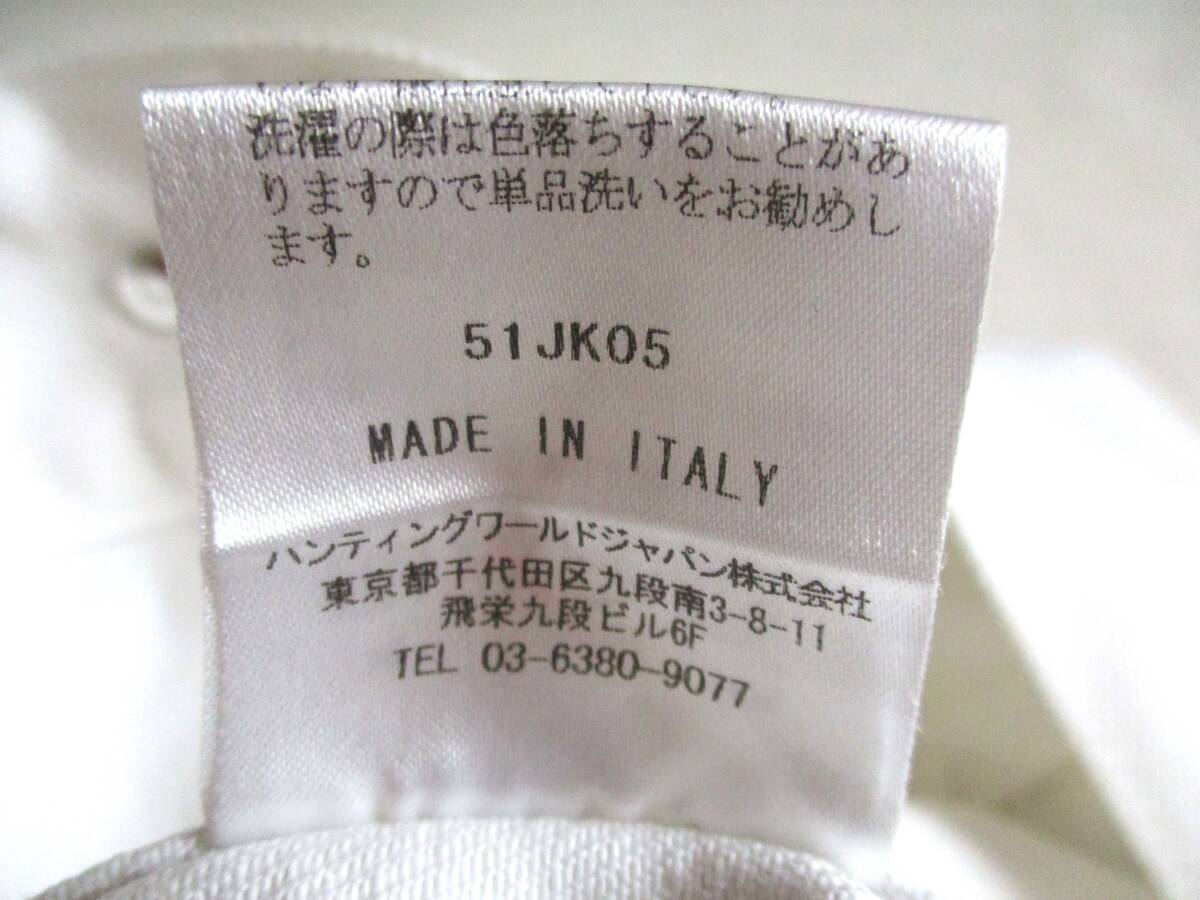 洗濯の際は色落ちすることがあ
りますので単品洗いをお勧めし
ます。
51JK05
MADE IN ITALY
ハンティングワールドジャパン株式会社
東京都千代田区九段南3-8-11
飛栄九段ビル6F
TEL 03-6380-9077